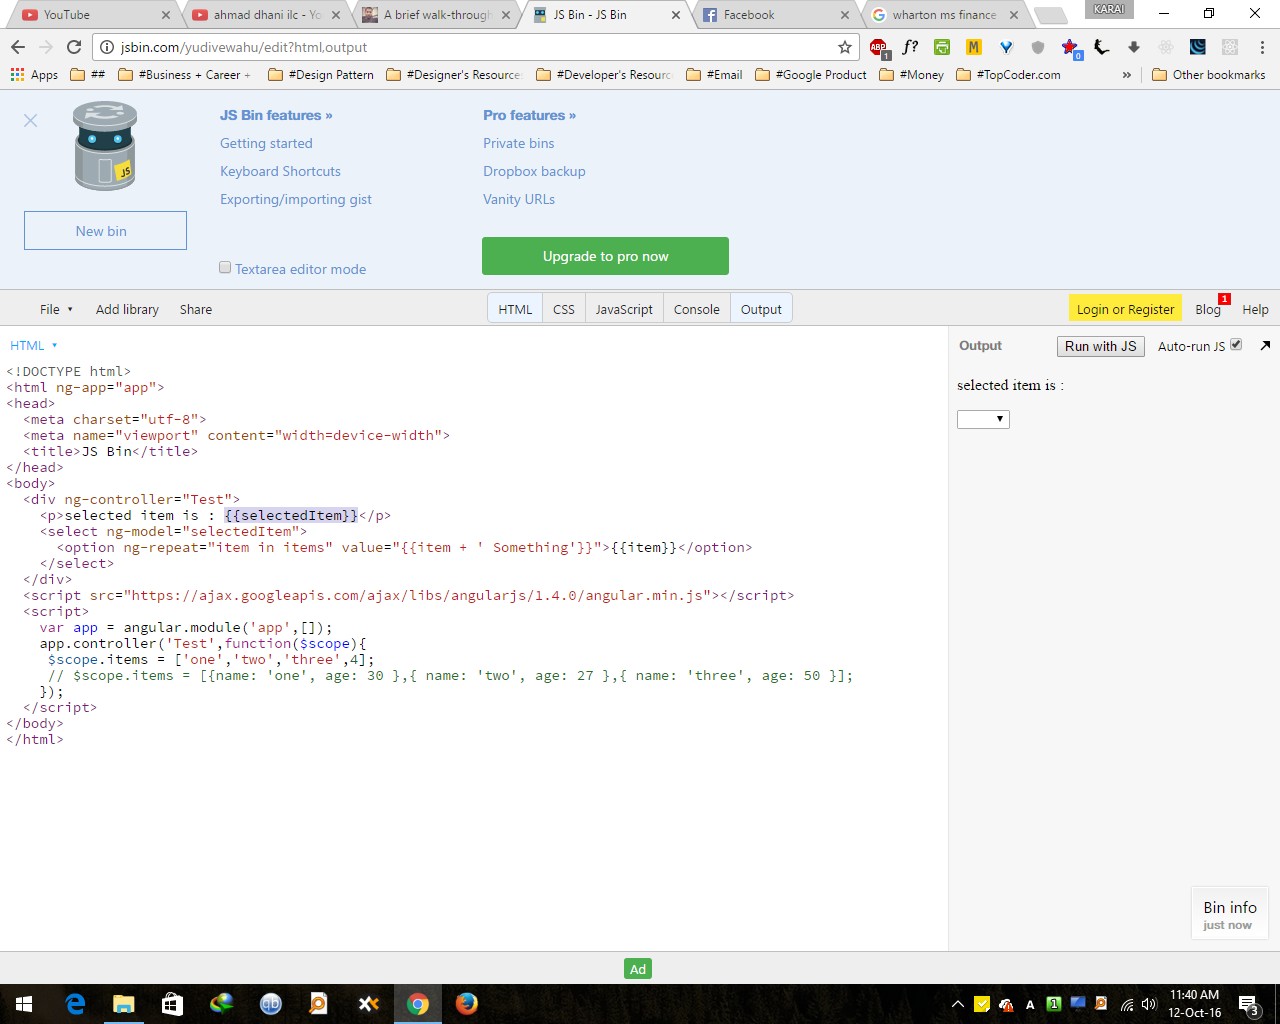 YouTube
ahmad dhani ilc - Yo
A brief walk-through
JS Bin - JS Bin
Facebook
wharton ms finance
KARAI
jsbin.com/yudivewahu/edit?html,output
ABP 1 f? M 0
Apps ## #Business + Career + #Design Pattern #Designer's Resource #Developer's Resourc #Email #Google Product #Money #TopCoder.com » Other bookmarks
JS
JS Bin features »
Pro features »
Getting started
Private bins
Keyboard Shortcuts
Dropbox backup
Exporting/importing gist
Vanity URLs
New bin
Upgrade to pro now
Textarea editor mode
File Add library Share HTML CSS JavaScript Console Output Login or Register Blog 1 Help
HTML
Output Run with JS Auto-run JS
<!DOCTYPE html>
<html ng-app="app">
<head>
<meta charset="utf-8">
<meta name="viewport" content="width=device-width">
<title>JS Bin</title>
</head>
<body>
<div ng-controller="Test">
<p>selected item is : {{selectedItem}}</p>
<select ng-model="selectedItem">
<option ng-repeat="item in items" value="{{item + ' Something'}}">{{item}}</option>
</select>
</div>
<script src="https://ajax.googleapis.com/ajax/libs/angularjs/1.4.0/angular.min.js"></script>
<script>
var app = angular.module('app',[]);
app.controller('Test',function($scope){
$scope.items = ['one','two','three',4];
// $scope.items = [{name: 'one', age: 30 },{ name: 'two', age: 27 },{ name: 'three', age: 50 }];
});
</script>
</body>
</html>
selected item is :
Bin info
just now
Ad
qb
A 1
11:40 AM
12-Oct-16
3